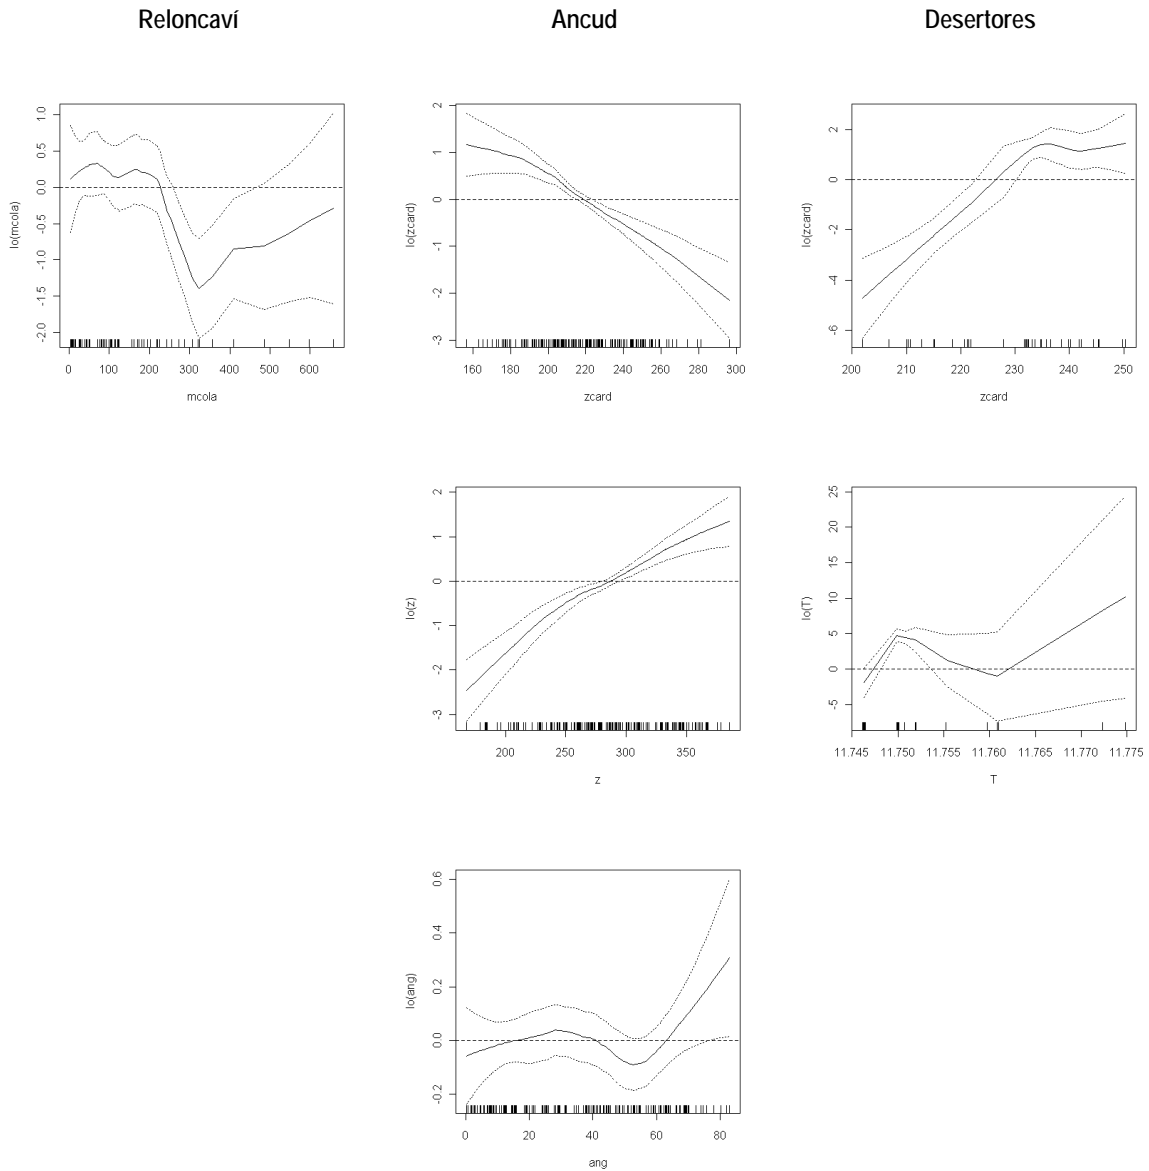 Reloncaví Ancud Desertores
lo(mcola)
1.0
0.5
0.0
-0.5
-1.0
-1.5
-2.0
0 100 200 300 400 500 600
mcola
lo(zcard)
2
1
0
-1
-2
-3
160 180 200 220 240 260 280 300
zcard
lo(zcard)
2
0
-2
-4
-6
200 210 220 230 240 250
zcard
lo(z)
2
1
0
-1
-2
-3
200 250 300 350
z
lo(T)
25
20
15
10
5
0
-5
11.745 11.750 11.755 11.760 11.765 11.770 11.775
T
lo(ang)
0.6
0.4
0.2
0.0
-0.2
0 20 40 60 80
ang